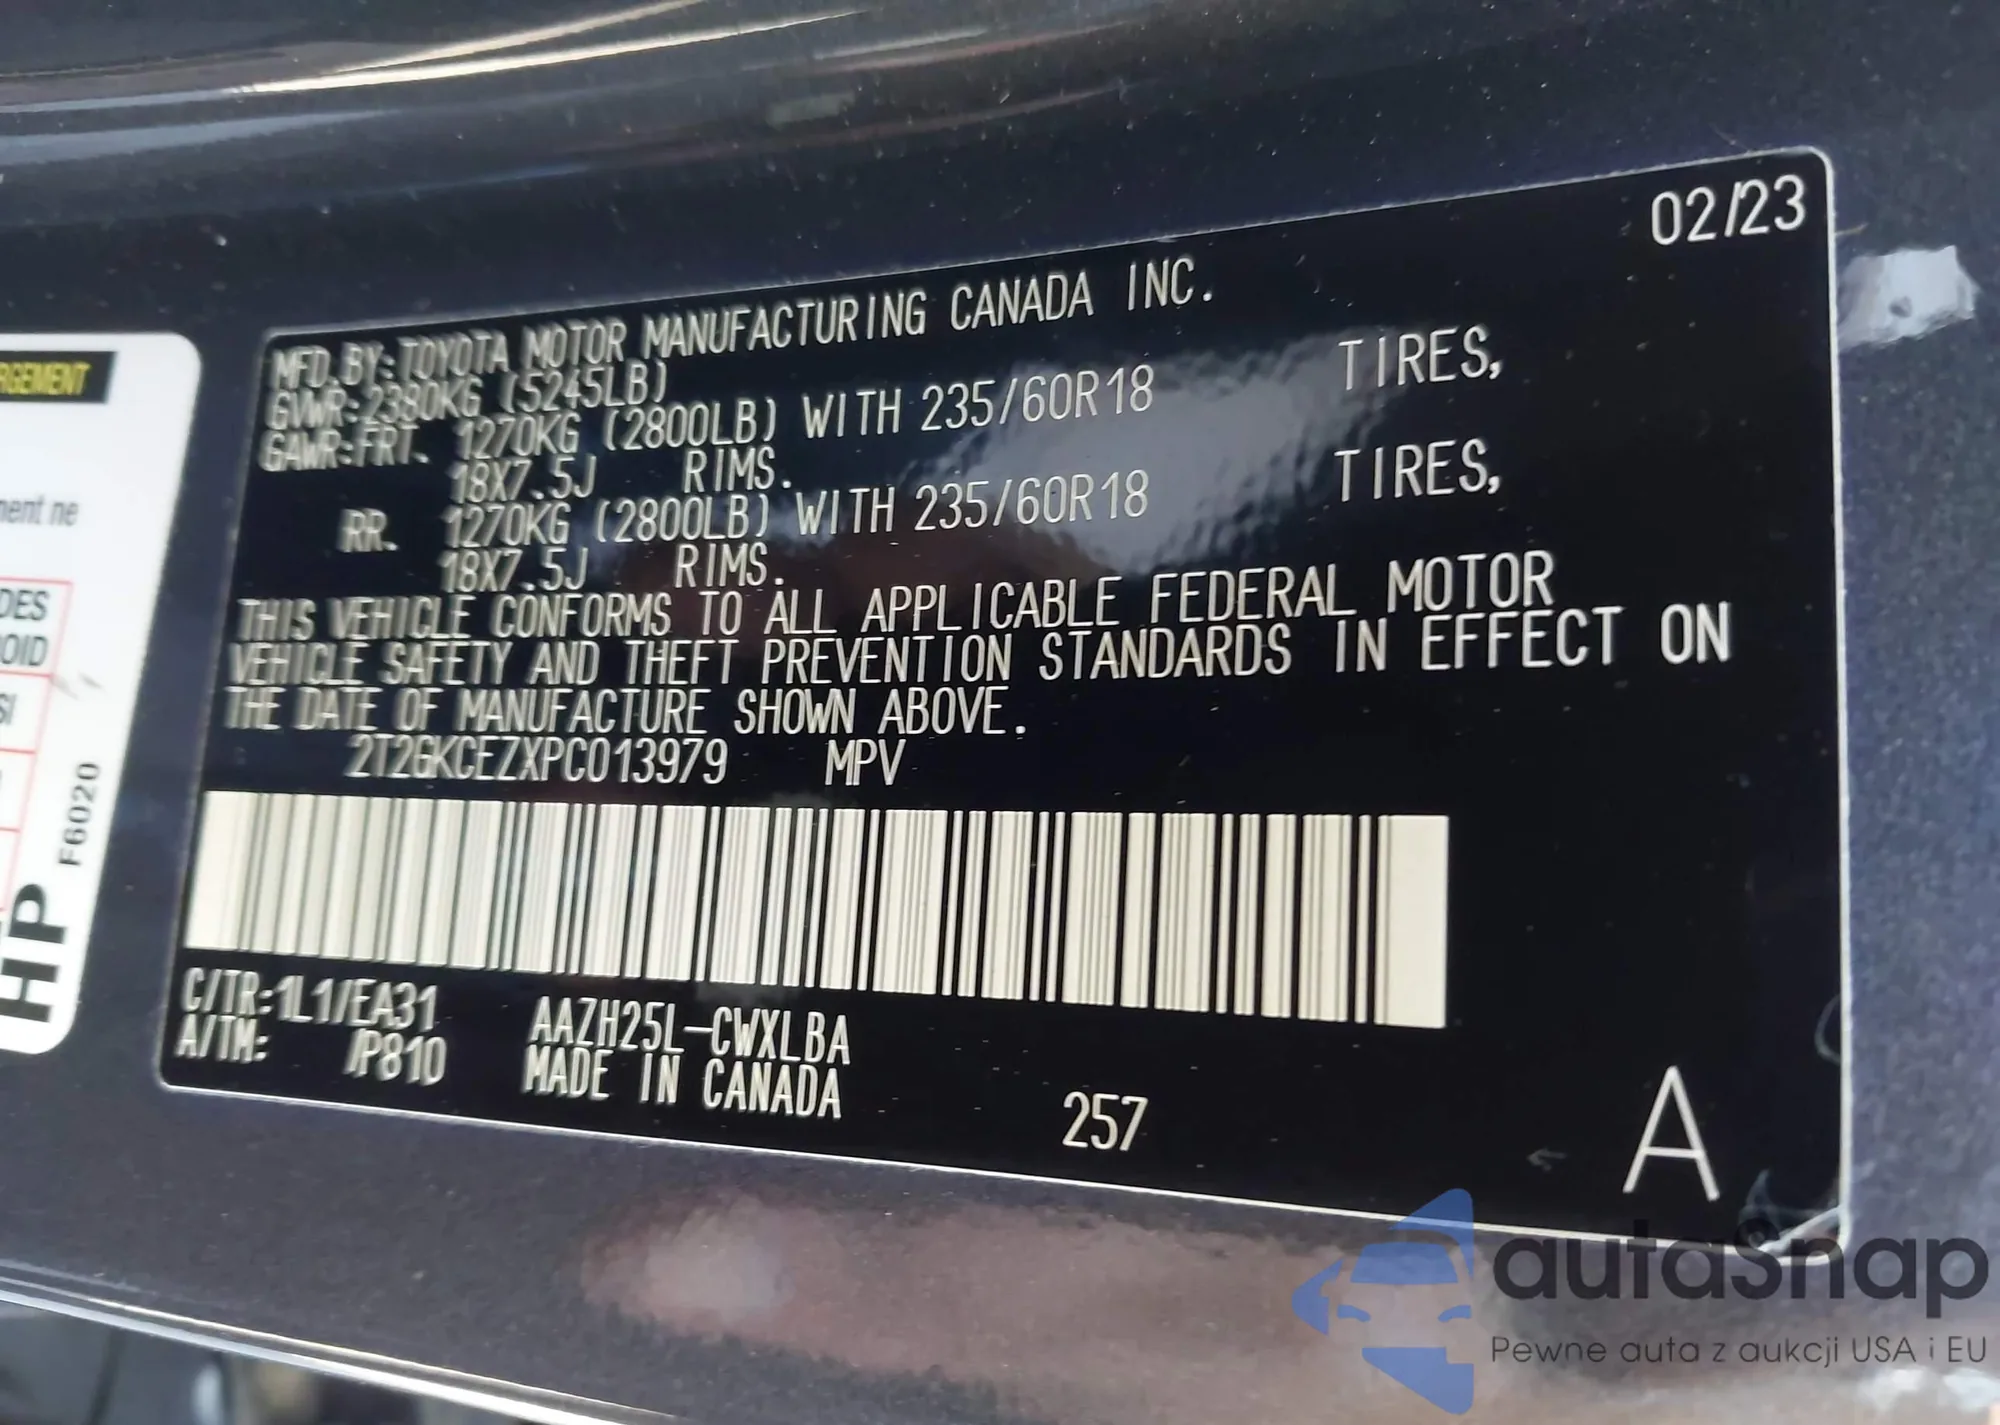 02/23
MFD.BY:TOYOTA MOTOR MANUFACTURING CANADA INC.
GVWR:2380KG (5245LB)
GAWR:FRT. 1270KG (2800LB) WITH 235/60R18 TIRES,
18X7.5J RIMS.
RR. 1270KG (2800LB) WITH 235/60R18 TIRES,
18X7.5J RIMS.
THIS VEHICLE CONFORMS TO ALL APPLICABLE FEDERAL MOTOR
VEHICLE SAFETY AND THEFT PREVENTION STANDARDS IN EFFECT ON
THE DATE OF MANUFACTURE SHOWN ABOVE.
2T2GKCEZXPC013979 MPV
C/TR:1L1/EA31 AAZH25L-CWXLBA
A/TM: /P810 MADE IN CANADA
257
A
ne
F6020
HP
autaSnap
Pewne auta z aukcji USA i EU